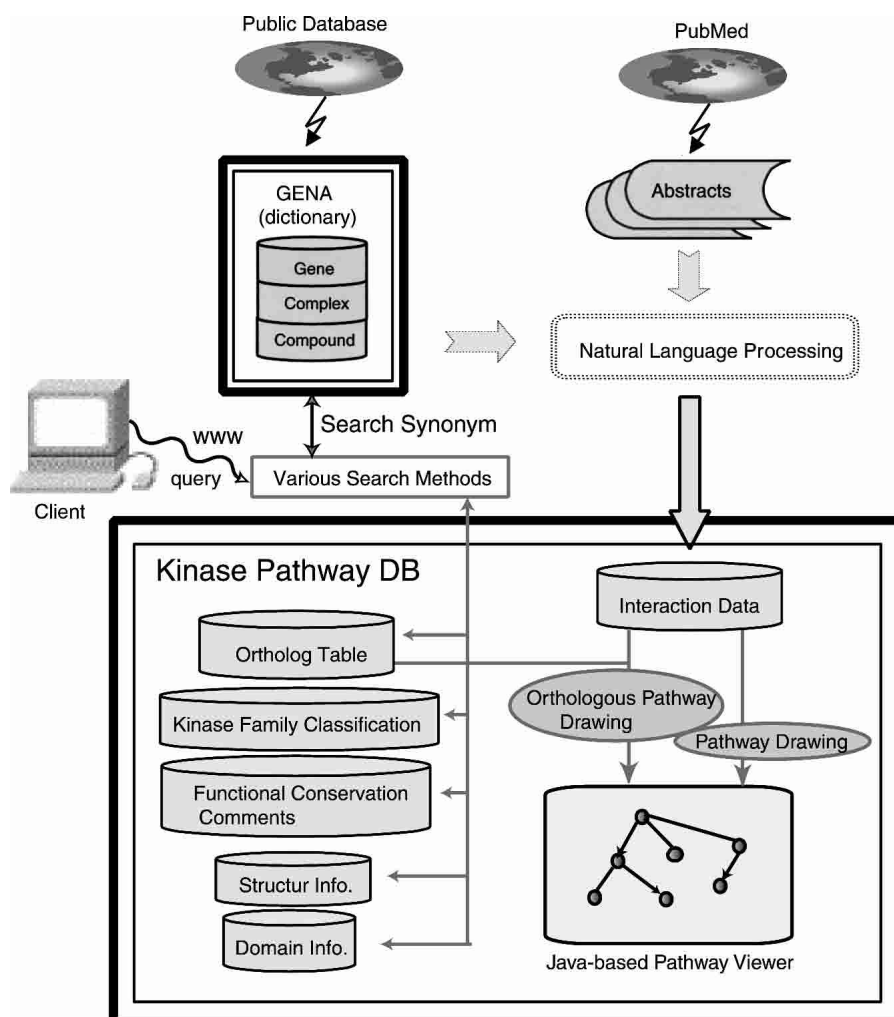 Public Database
PubMed
GENA
(dictionary)
Gene
Complex
Compound
Abstracts
Natural Language Processing
Search Synonym
www
query
Various Search Methods
Client
Kinase Pathway DB
Interaction Data
Ortholog Table
Orthologous Pathway
Drawing
Kinase Family Classification
Pathway Drawing
Functional Conservation
Comments
Structur Info.
Domain Info.
Java-based Pathway Viewer